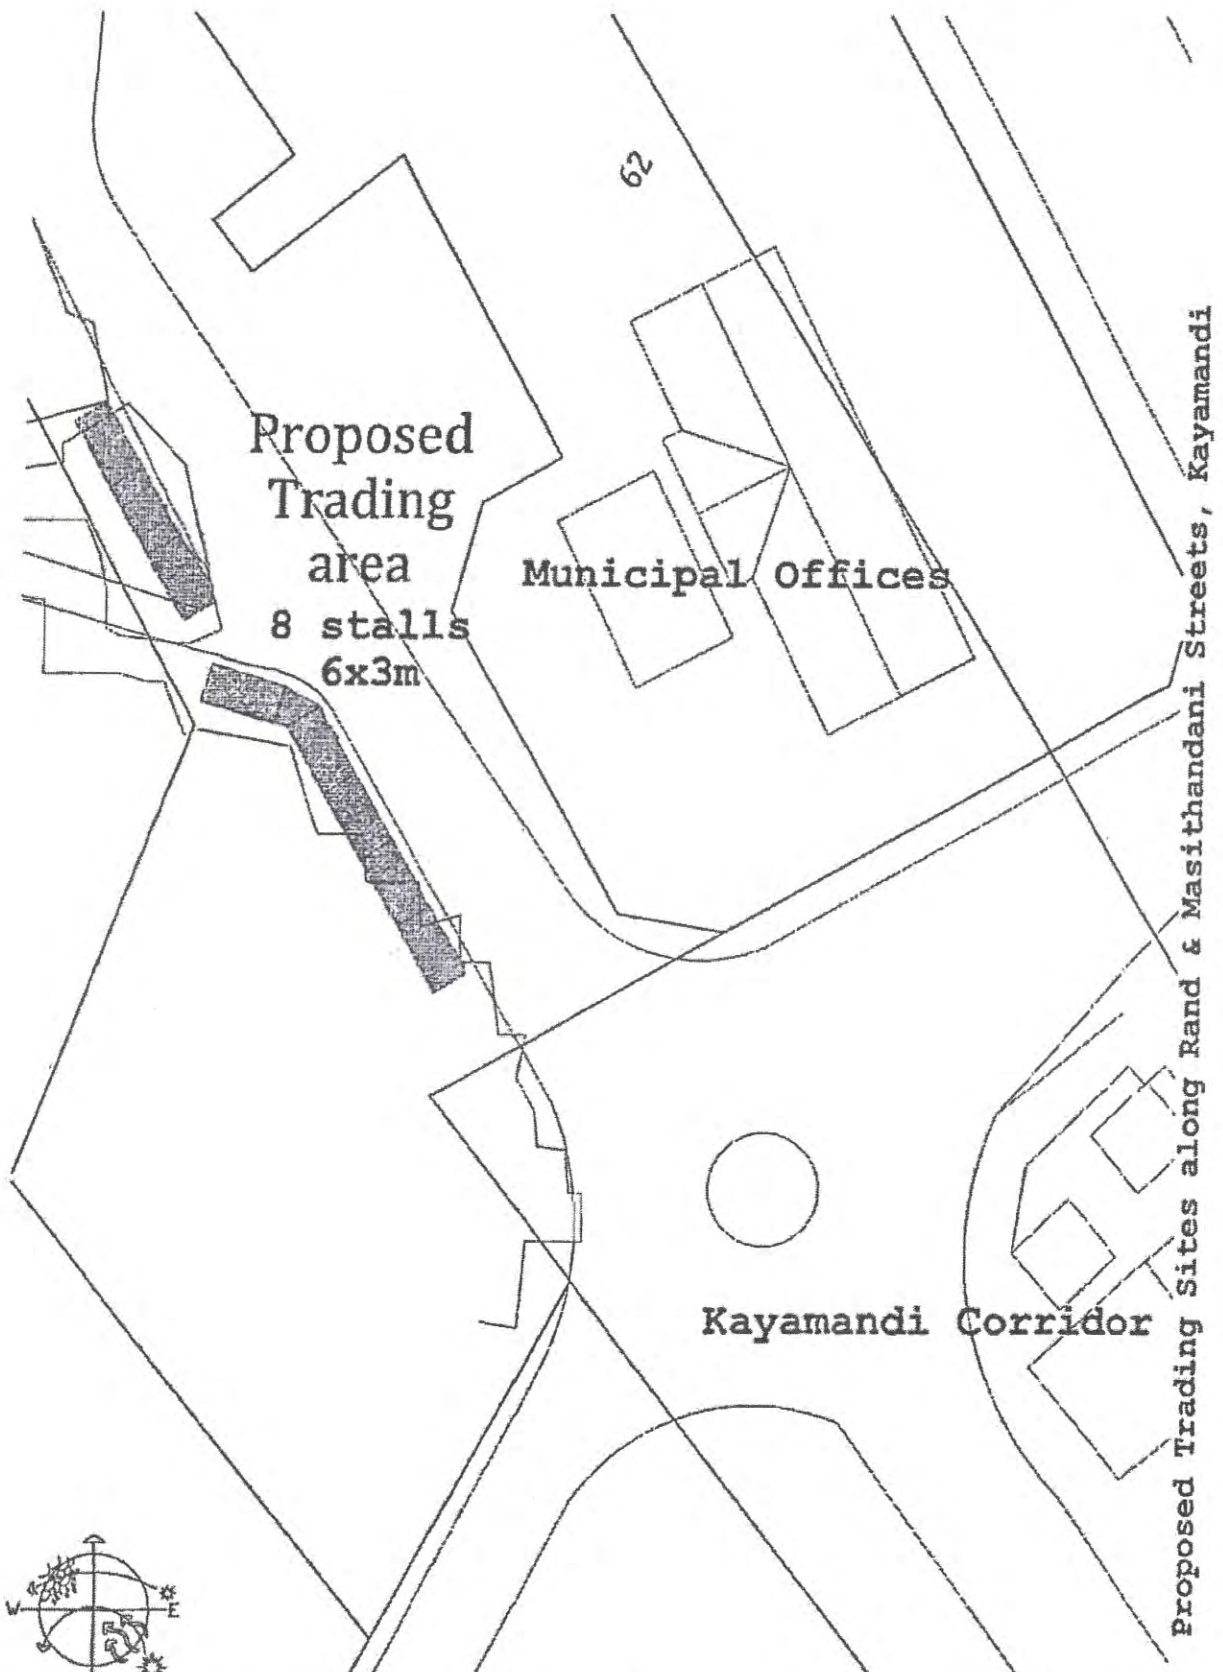 62
Proposed
Trading
area
8 stalls
6x3m
Municipal Offices
Kayamandi Corridor
Proposed Trading Sites along Rand & Masithandani Streets, Kayamandi
W
E